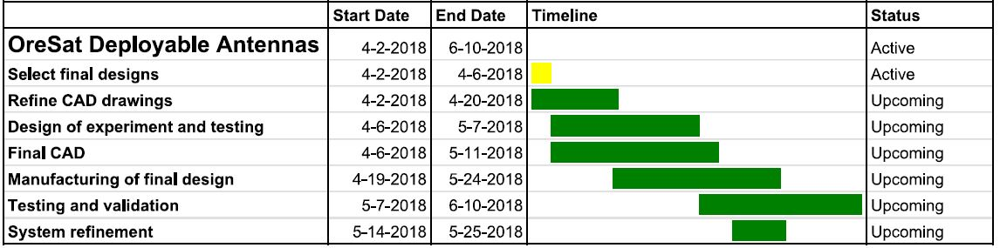 Start Date End Date Timeline Status
OreSat Deployable Antennas 4-2-2018 6-10-2018 Active
Select final designs 4-2-2018 4-6-2018 Active
Refine CAD drawings 4-2-2018 4-20-2018 Upcoming
Design of experiment and testing 4-6-2018 5-7-2018 Upcoming
Final CAD 4-6-2018 5-11-2018 Upcoming
Manufacturing of final design 4-19-2018 5-24-2018 Upcoming
Testing and validation 5-7-2018 6-10-2018 Upcoming
System refinement 5-14-2018 5-25-2018 Upcoming